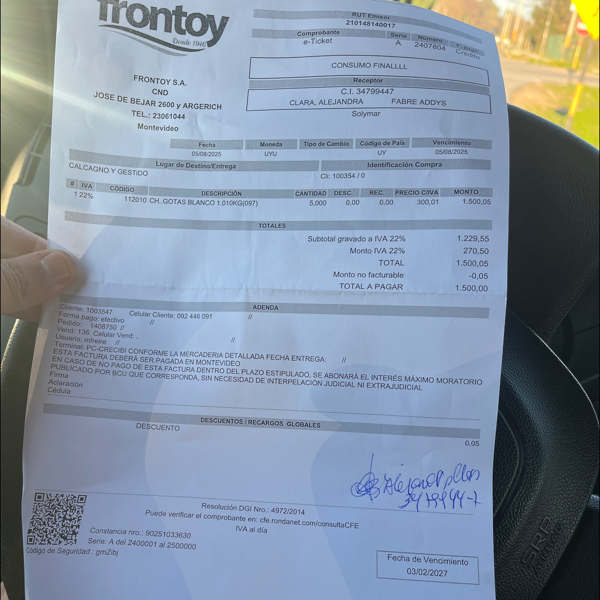 frontoy
Desde 1946
RUT Emisor
210148140017
Comprobante Serie Número T. pago
e-Ticket A 2407804 Crédito
CONSUMO FINALLLL
Receptor
C.I. 34799447
CLARA, ALEJANDRA FABRE ADDYS
Solymar
FRONTOY S.A.
CND
JOSE DE BEJAR 2600 y ARGERICH
TEL.: 23061044
Montevideo
Fecha Moneda Tipo de Cambio Código de País Vencimiento
05/08/2025 UYU UY 05/08/2025
Lugar de Destino/Entrega Identificación Compra
CALCAGNO Y GESTIDO CI: 100354 / 0
# IVA CÓDIGO DESCRIPCIÓN CANTIDAD DESC. REC. PRECIO C/IVA MONTO
1 22% 112010 CH..GOTAS BLANCO 1.010KG(097) 5,000 0,00 0,00 300,01 1.500,05
TOTALES
Subtotal gravado a IVA 22% 1.229,55
Monto IVA 22% 270,50
TOTAL 1.500,05
Monto no facturable -0,05
TOTAL A PAGAR 1.500,00
ADENDA
Cliente: 1003547 Celular Cliente: 092 446 091 //
Forma pago: efectivo //
Pedido: 1408750 //
Vend: 136 Celular Vend: . //
Usuario: mfreire //
Terminal: PC-CRECIBI CONFORME LA MERCADERIA DETALLADA FECHA ENTREGA: //
ESTA FACTURA DEBERÁ SER PAGADA EN MONTEVIDEO
EN CASO DE NO PAGO DE ESTA FACTURA DENTRO DEL PLAZO ESTIPULADO, SE ABONARÁ EL INTERÉS MÁXIMO MORATORIO
PUBLICADO POR BCU QUE CORRESPONDA, SIN NECESIDAD DE INTERPELACIÓN JUDICIAL NI EXTRAJUDICIAL
Firma
Aclaración
Cédula
DESCUENTOS / RECARGOS GLOBALES
DESCUENTO 0,05
Resolución DGI Nro.: 4972/2014
Puede verificar el comprobante en: cfe.rondanet.com/consultaCFE
IVA al día
Constancia nro.: 90251033630
Serie: A del 2400001 al 2500000
Código de Seguridad : gmZibj
Fecha de Vencimiento
03/02/2027